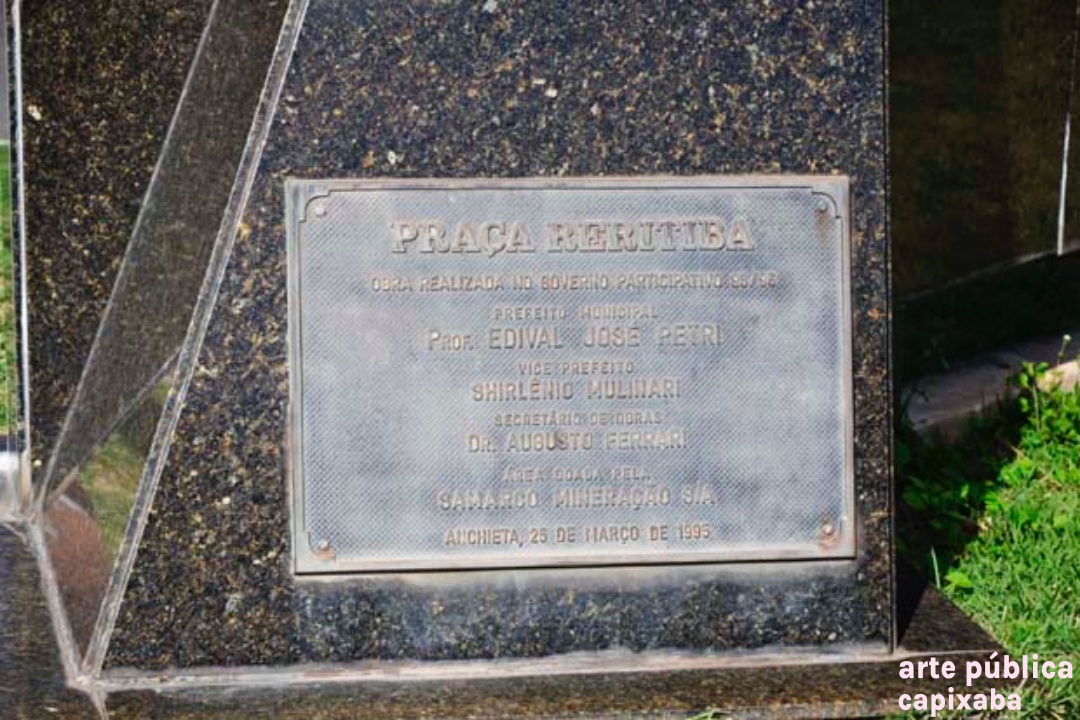 PRAÇA RERITIBA
OBRA REALIZADA NO GOVERNO PARTICIPATIVO 93/96
PREFEITO MUNICIPAL
PROF. EDIVAL JOSÉ PETRI
VICE PREFEITO
SHIRLÊNIO MULINARI
SECRETÁRIO DE OBRAS
DR. AUGUSTO FERRARI
ÁREA DOADA PELA
SAMARCO MINERAÇÃO S/A
ANCHIETA, 25 DE MARÇO DE 1995
arte pública
capixaba